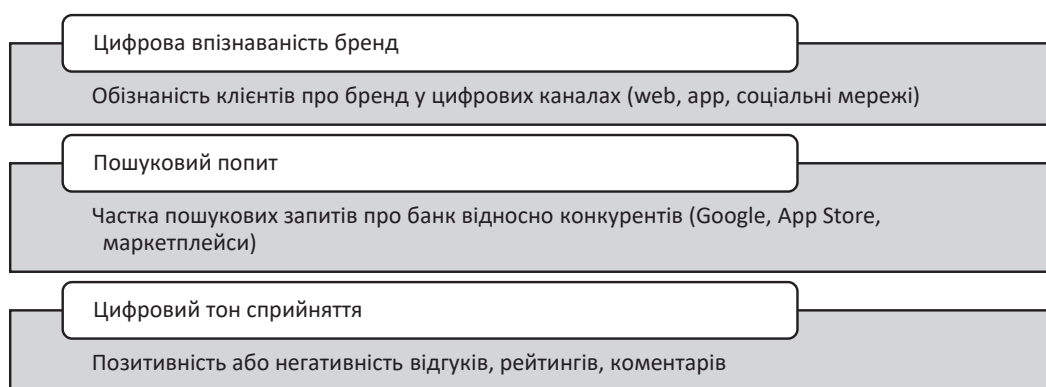 Цифрова впізнаваність бренд
Обізнаність клієнтів про бренд у цифрових каналах (web, app, соціальні мережі)
Пошуковий попит
Частка пошукових запитів про банк відносно конкурентів (Google, App Store,
маркетплейси)
Цифровий тон сприйняття
Позитивність або негативність відгуків, рейтингів, коментарів